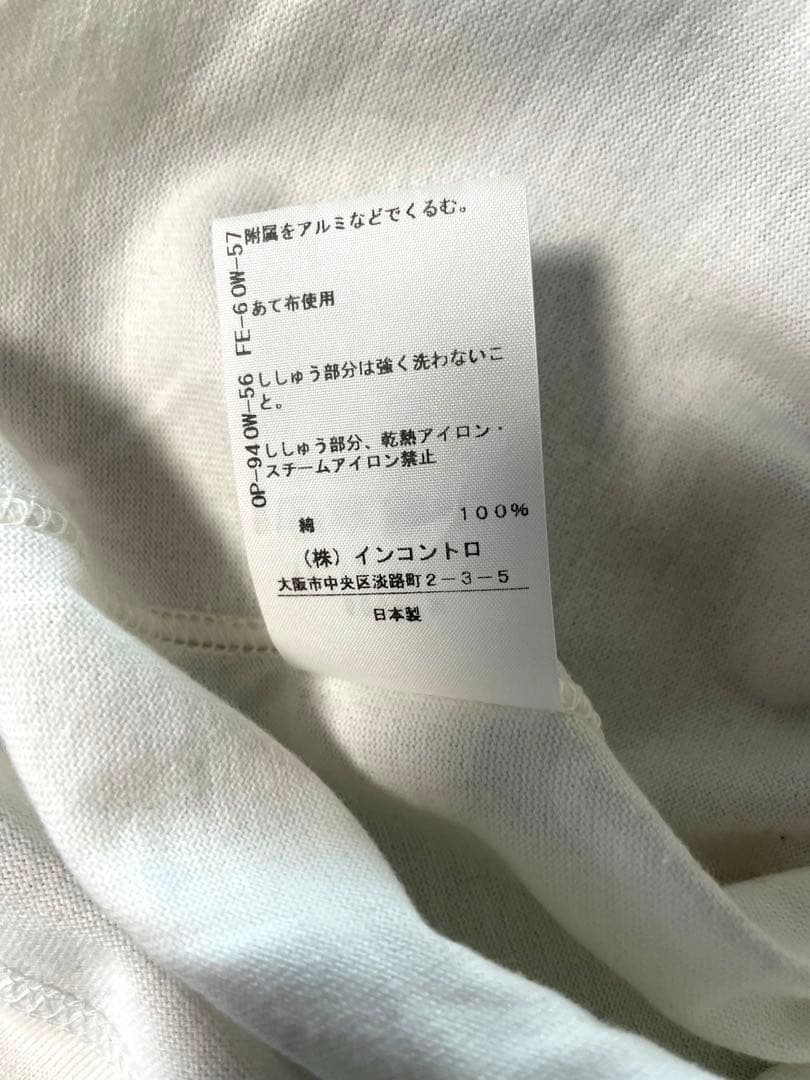 附属をアルミなどでくるむ。
あて布使用
ししゅう部分は強く洗わないこ
と。
ししゅう部分、乾熱アイロン・
スチームアイロン禁止
綿 100%
（株）インコントロ
大阪市中央区淡路町2－3－5
日本製
OP-940W-56 FE-60W-57